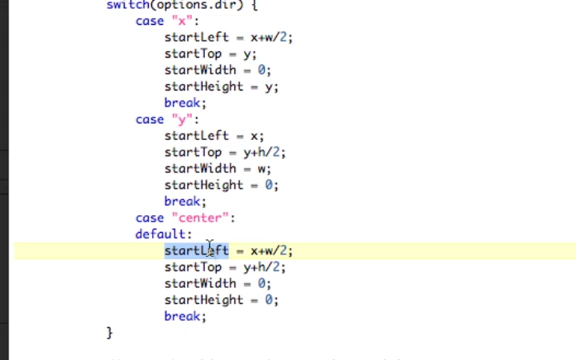 switch(options.dir) {
case "x":
startLeft = x+w/2;
startTop = y;
startWidth = 0;
startHeight = y;
break;
case "y":
startLeft = x;
startTop = y+h/2;
startWidth = w;
startHeight = 0;
break;
case "center":
default:
startLeft = x+w/2;
startTop = y+h/2;
startWidth = 0;
startHeight = 0;
break;
}